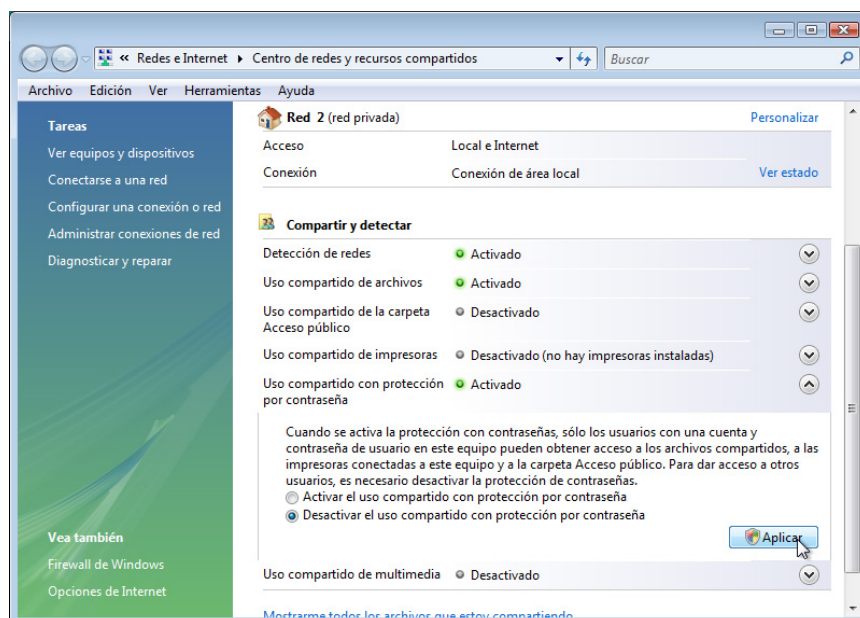 « Redes e Internet ▸ Centro de redes y recursos compartidos
Buscar
Archivo Edición Ver Herramientas Ayuda
Tareas
Ver equipos y dispositivos
Conectarse a una red
Configurar una conexión o red
Administrar conexiones de red
Diagnosticar y reparar
Vea también
Firewall de Windows
Opciones de Internet
Red 2 (red privada) Personalizar
Acceso Local e Internet
Conexión Conexión de área local Ver estado
Compartir y detectar
Detección de redes Activado
Uso compartido de archivos Activado
Uso compartido de la carpeta Desactivado
Acceso público
Uso compartido de impresoras Desactivado (no hay impresoras instaladas)
Uso compartido con protección Activado
por contraseña
Cuando se activa la protección con contraseñas, sólo los usuarios con una cuenta y
contraseña de usuario en este equipo pueden obtener acceso a los archivos compartidos, a las
impresoras conectadas a este equipo y a la carpeta Acceso público. Para dar acceso a otros
usuarios, es necesario desactivar la protección de contraseñas.
Activar el uso compartido con protección por contraseña
Desactivar el uso compartido con protección por contraseña
Aplicar
Uso compartido de multimedia Desactivado
Mostrarme todos los archivos que estoy compartiendo